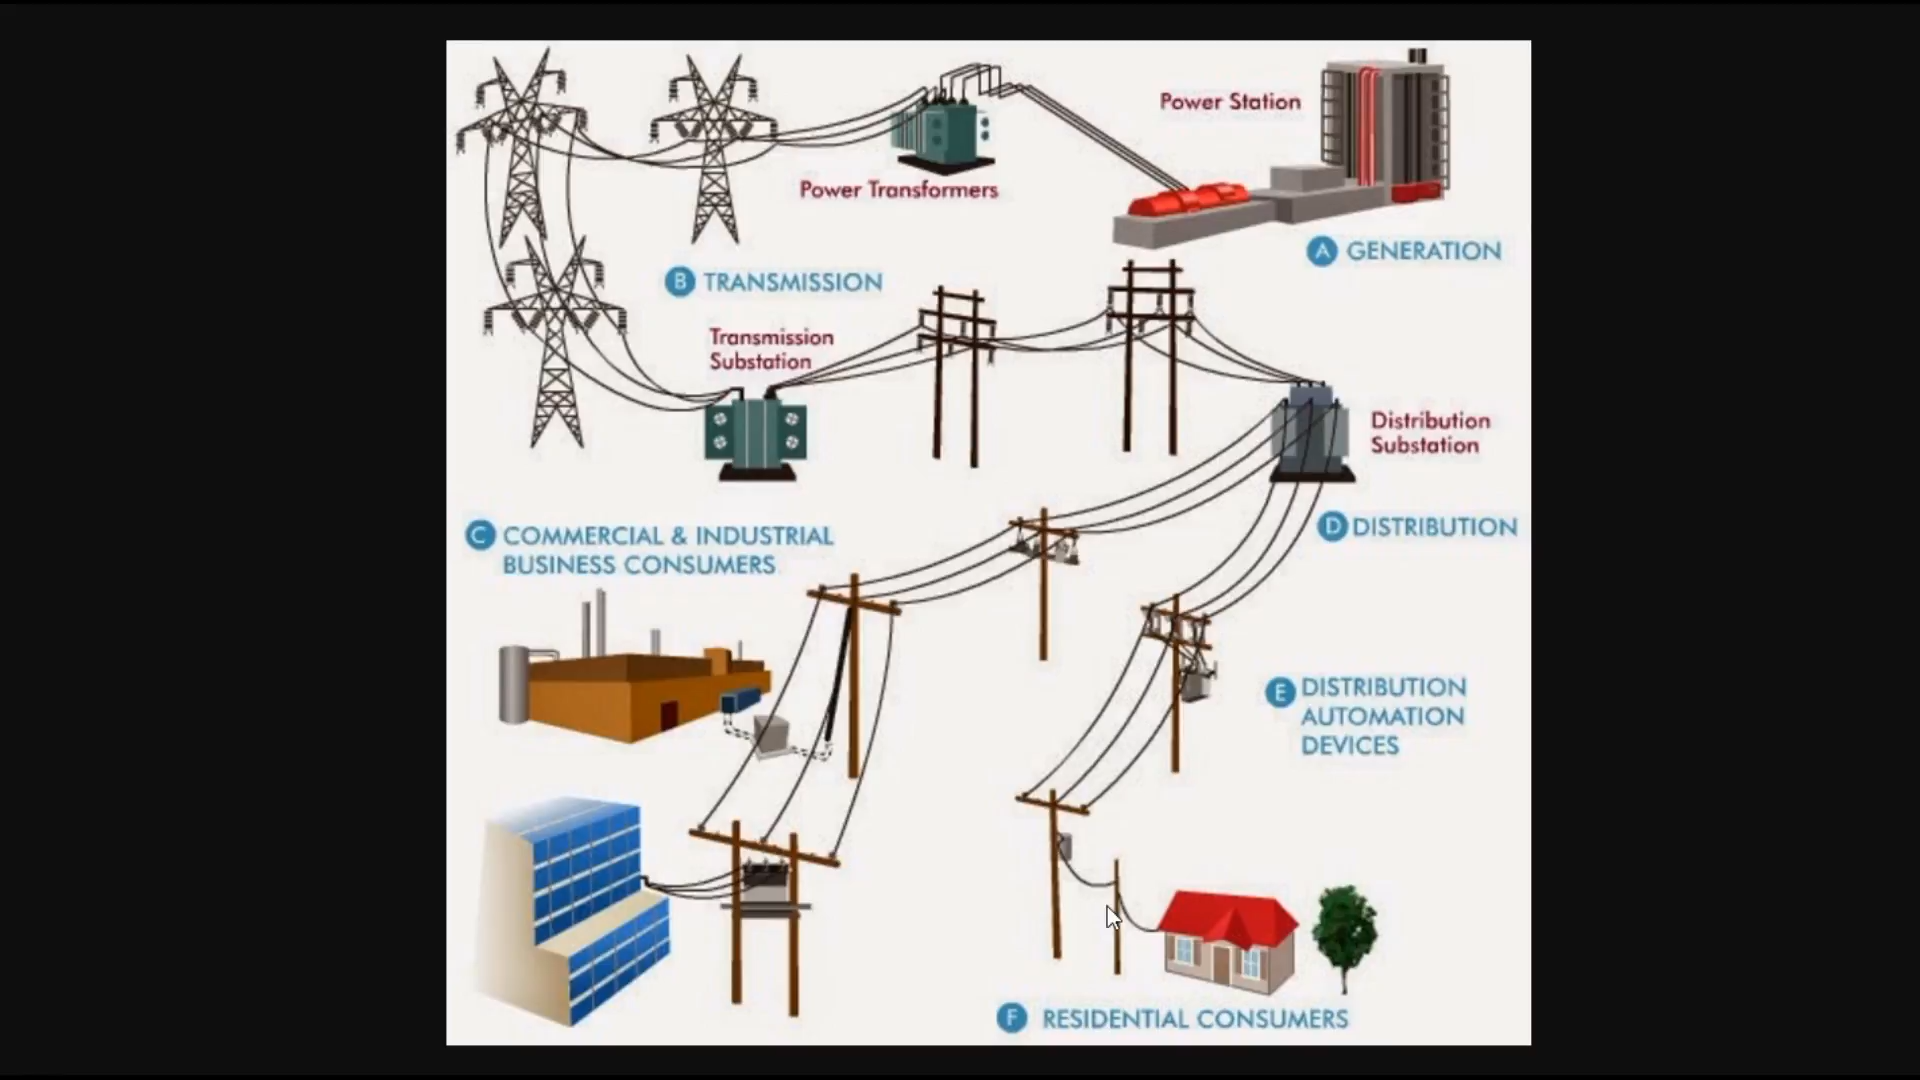 Power Station
Power Transformers
A GENERATION
B TRANSMISSION
Transmission
Substation
Distribution
Substation
C COMMERCIAL & INDUSTRIAL
BUSINESS CONSUMERS
D DISTRIBUTION
E DISTRIBUTION
AUTOMATION
DEVICES
F RESIDENTIAL CONSUMERS